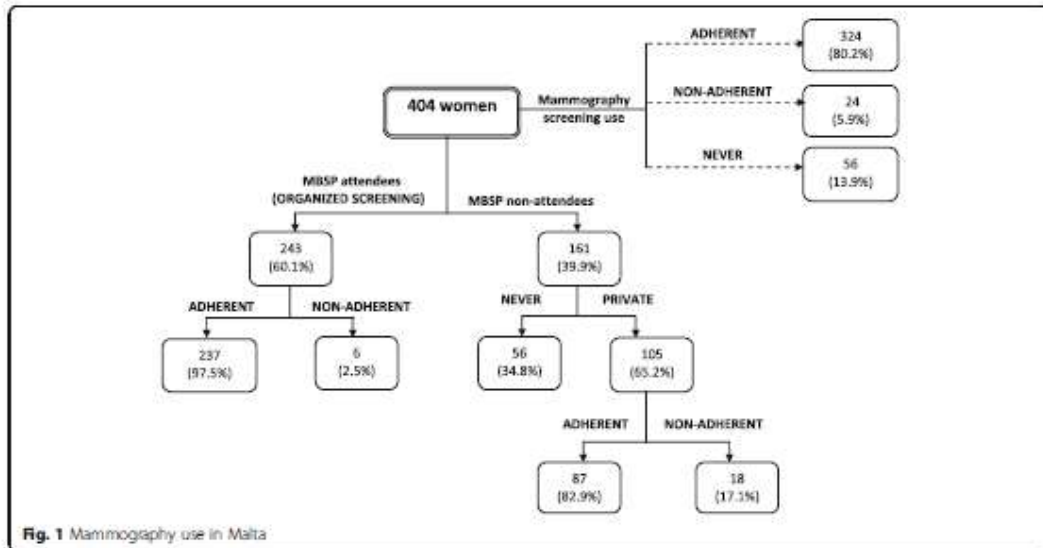 ADHERENT
324
(80.2%)
404 women
Mammography
screening use
NON-ADHERENT
24
(5.9%)
NEVER
56
(13.9%)
MBSP attendees
(ORGANIZED SCREENING)
MBSP non-attendees
243
(60.1%)
161
(39.9%)
ADHERENT
NON-ADHERENT
NEVER
PRIVATE
237
(97.5%)
6
(2.5%)
56
(34.8%)
105
(65.2%)
ADHERENT
NON-ADHERENT
87
(82.9%)
18
(17.1%)
Fig. 1 Mammography use in Malta